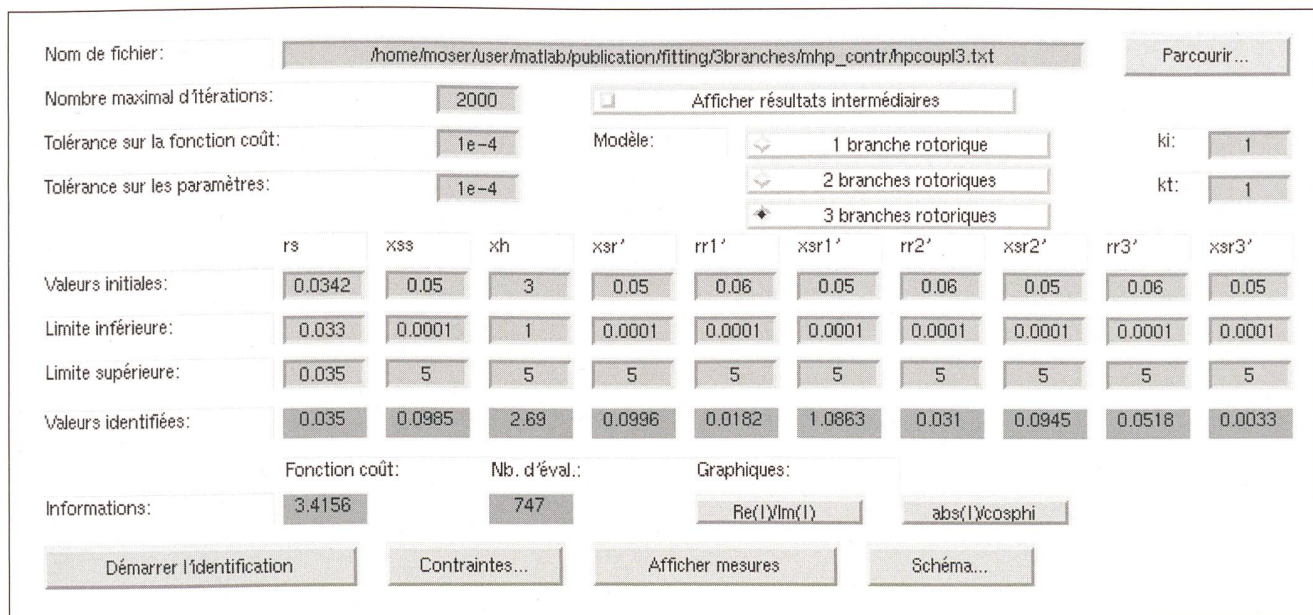 Nom de fichier: /home/moser/user/matlab/publication/fitting/3branches/mhp_contr/hpcoupl3.txt Parcourir...
Nombre maximal d'itérations: 2000 Afficher résultats intermédiaires
Tolérance sur la fonction coût: 1e-4 Modèle: 1 branche rotorique ki: 1
Tolérance sur les paramètres: 1e-4 2 branches rotoriques kt: 1
3 branches rotoriques
rs xss xh xsr' rr1' xsr1' rr2' xsr2' rr3' xsr3'
Valeurs initiales: 0.0342 0.05 3 0.05 0.06 0.05 0.06 0.05 0.06 0.05
Limite inférieure: 0.033 0.0001 1 0.0001 0.0001 0.0001 0.0001 0.0001 0.0001 0.0001
Limite supérieure: 0.035 5 5 5 5 5 5 5 5 5
Valeurs identifiées: 0.035 0.0985 2.69 0.0996 0.0182 1.0863 0.031 0.0945 0.0518 0.0033
Fonction coût: Nb. d'éval.: Graphiques:
Informations: 3.4156 747 Re(I)/Im(I) abs(I)/cosphi
Démarrer l'identification Contraintes... Afficher mesures Schéma...